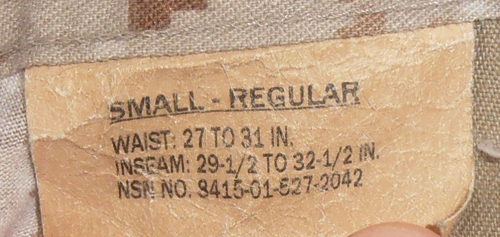 SMALL - REGULAR
WAIST: 27 TO 31 IN.
INSEAM: 29-1/2 TO 32-1/2 IN.
NSN NO. 8415-01-527-2042